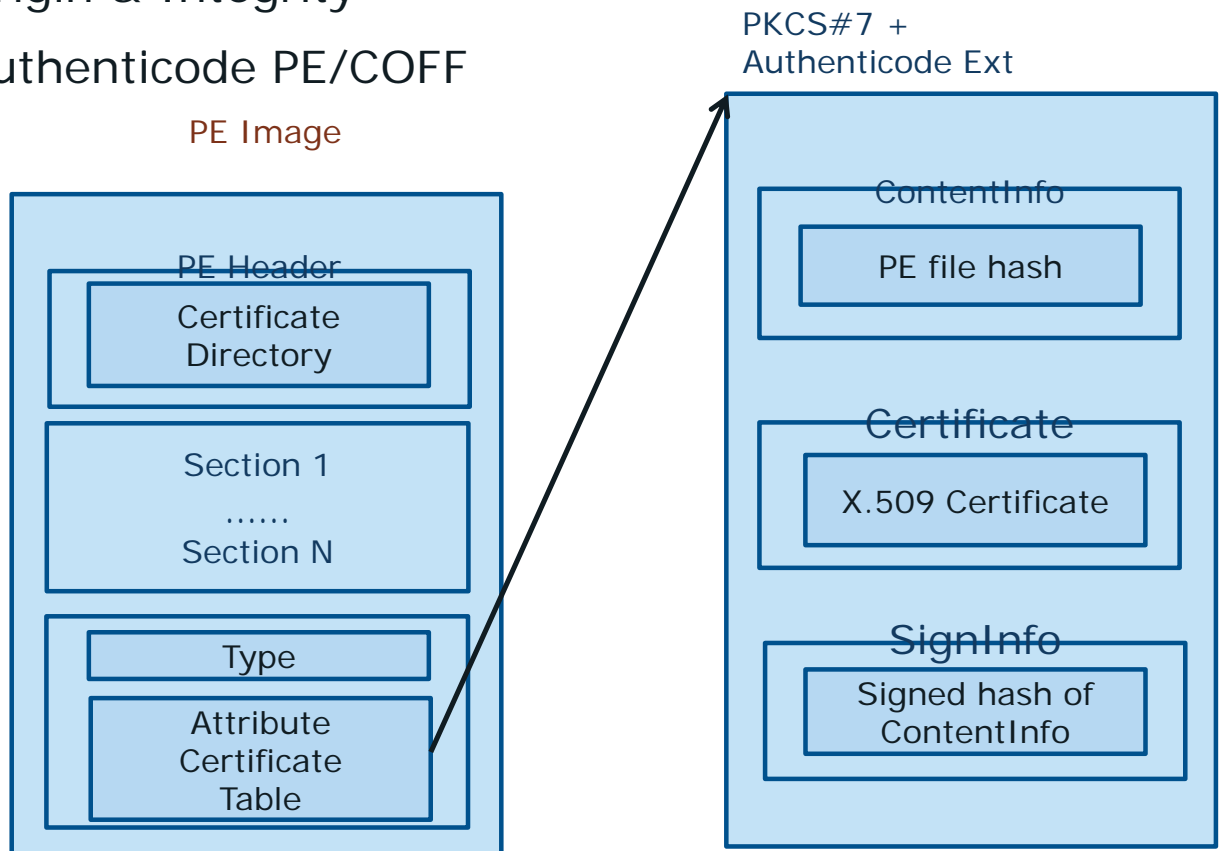 uthenticode PE/COFF
PE Image
PE Header
Certificate
Directory
Section 1
......
Section N
Type
Attribute
Certificate
Table
PKCS#7 +
Authenticode Ext
ContentInfo
PE file hash
Certificate
X.509 Certificate
SignInfo
Signed hash of
ContentInfo